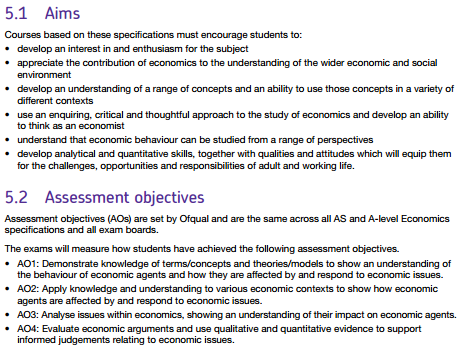 5.1 Aims
Courses based on these specifications must encourage students to:
• develop an interest in and enthusiasm for the subject
• appreciate the contribution of economics to the understanding of the wider economic and social
environment
• develop an understanding of a range of concepts and an ability to use those concepts in a variety of
different contexts
• use an enquiring, critical and thoughtful approach to the study of economics and develop an ability
to think as an economist
• understand that economic behaviour can be studied from a range of perspectives
• develop analytical and quantitative skills, together with qualities and attitudes which will equip them
for the challenges, opportunities and responsibilities of adult and working life.
5.2 Assessment objectives
Assessment objectives (AOs) are set by Ofqual and are the same across all AS and A-level Economics
specifications and all exam boards.
The exams will measure how students have achieved the following assessment objectives.
• AO1: Demonstrate knowledge of terms/concepts and theories/models to show an understanding of
the behaviour of economic agents and how they are affected by and respond to economic issues.
• AO2: Apply knowledge and understanding to various economic contexts to show how economic
agents are affected by and respond to economic issues.
• AO3: Analyse issues within economics, showing an understanding of their impact on economic agents.
• AO4: Evaluate economic arguments and use qualitative and quantitative evidence to support
informed judgements relating to economic issues.